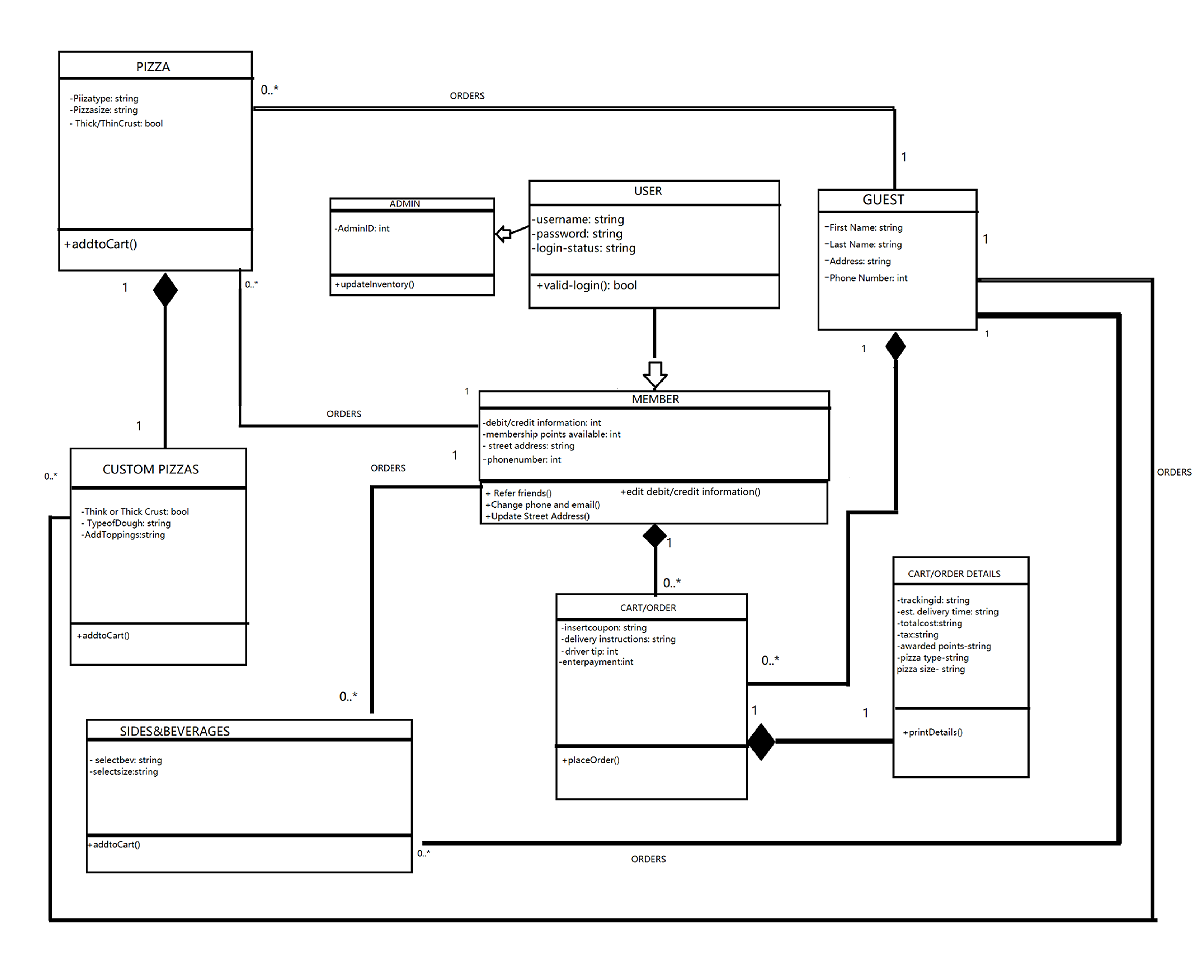 PIZZA
-Piizatype: string
-Pizzasize: string
- Thick/ThinCrust: bool
+addtoCart()
0..*
ORDERS
1
ADMIN
-AdminID: int
+updateInventory()
USER
-username: string
-password: string
-login-status: string
+valid-login(): bool
GUEST
-First Name: string
-Last Name: string
-Address: string
-Phone Number: int
1
1
1
1
0..*
1
ORDERS
1
MEMBER
-debit/credit information: int
-membership points available: int
- street address: string
-phonenumber: int
+ Refer friends()
+edit debit/credit information()
+Change phone and email()
+Update Street Address()
1
ORDERS
0..*
ORDERS
CUSTOM PIZZAS
-Think or Thick Crust: bool
- TypeofDough: string
-AddToppings:string
+addtoCart()
1
0..*
CART/ORDER
-insertcoupon: string
-delivery instructions: string
-driver tip: int
-enterpayment:int
+placeOrder()
0..*
1
1
CART/ORDER DETAILS
-trackingid: string
-est. delivery time: string
-totalcost:string
-tax:string
-awarded points-string
-pizza type-string
pizza size- string
+printDetails()
0..*
SIDES&BEVERAGES
- selectbev: string
-selectsize:string
+addtoCart()
0..*
ORDERS